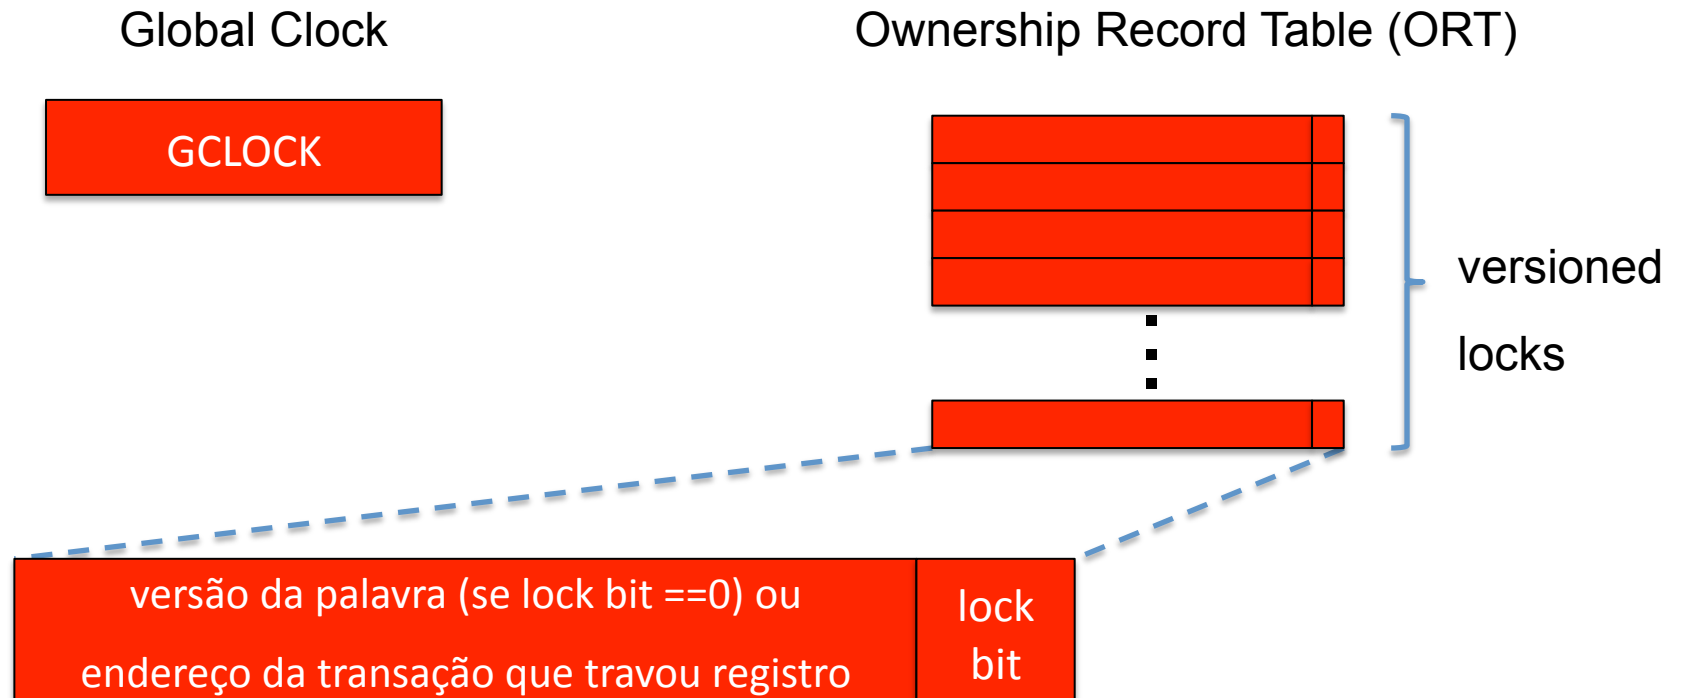 Global Clock
Ownership Record Table (ORT)
GCLOCK
versioned
locks
versão da palavra (se lock bit ==0) ou
endereço da transação que travou registro
lock
bit